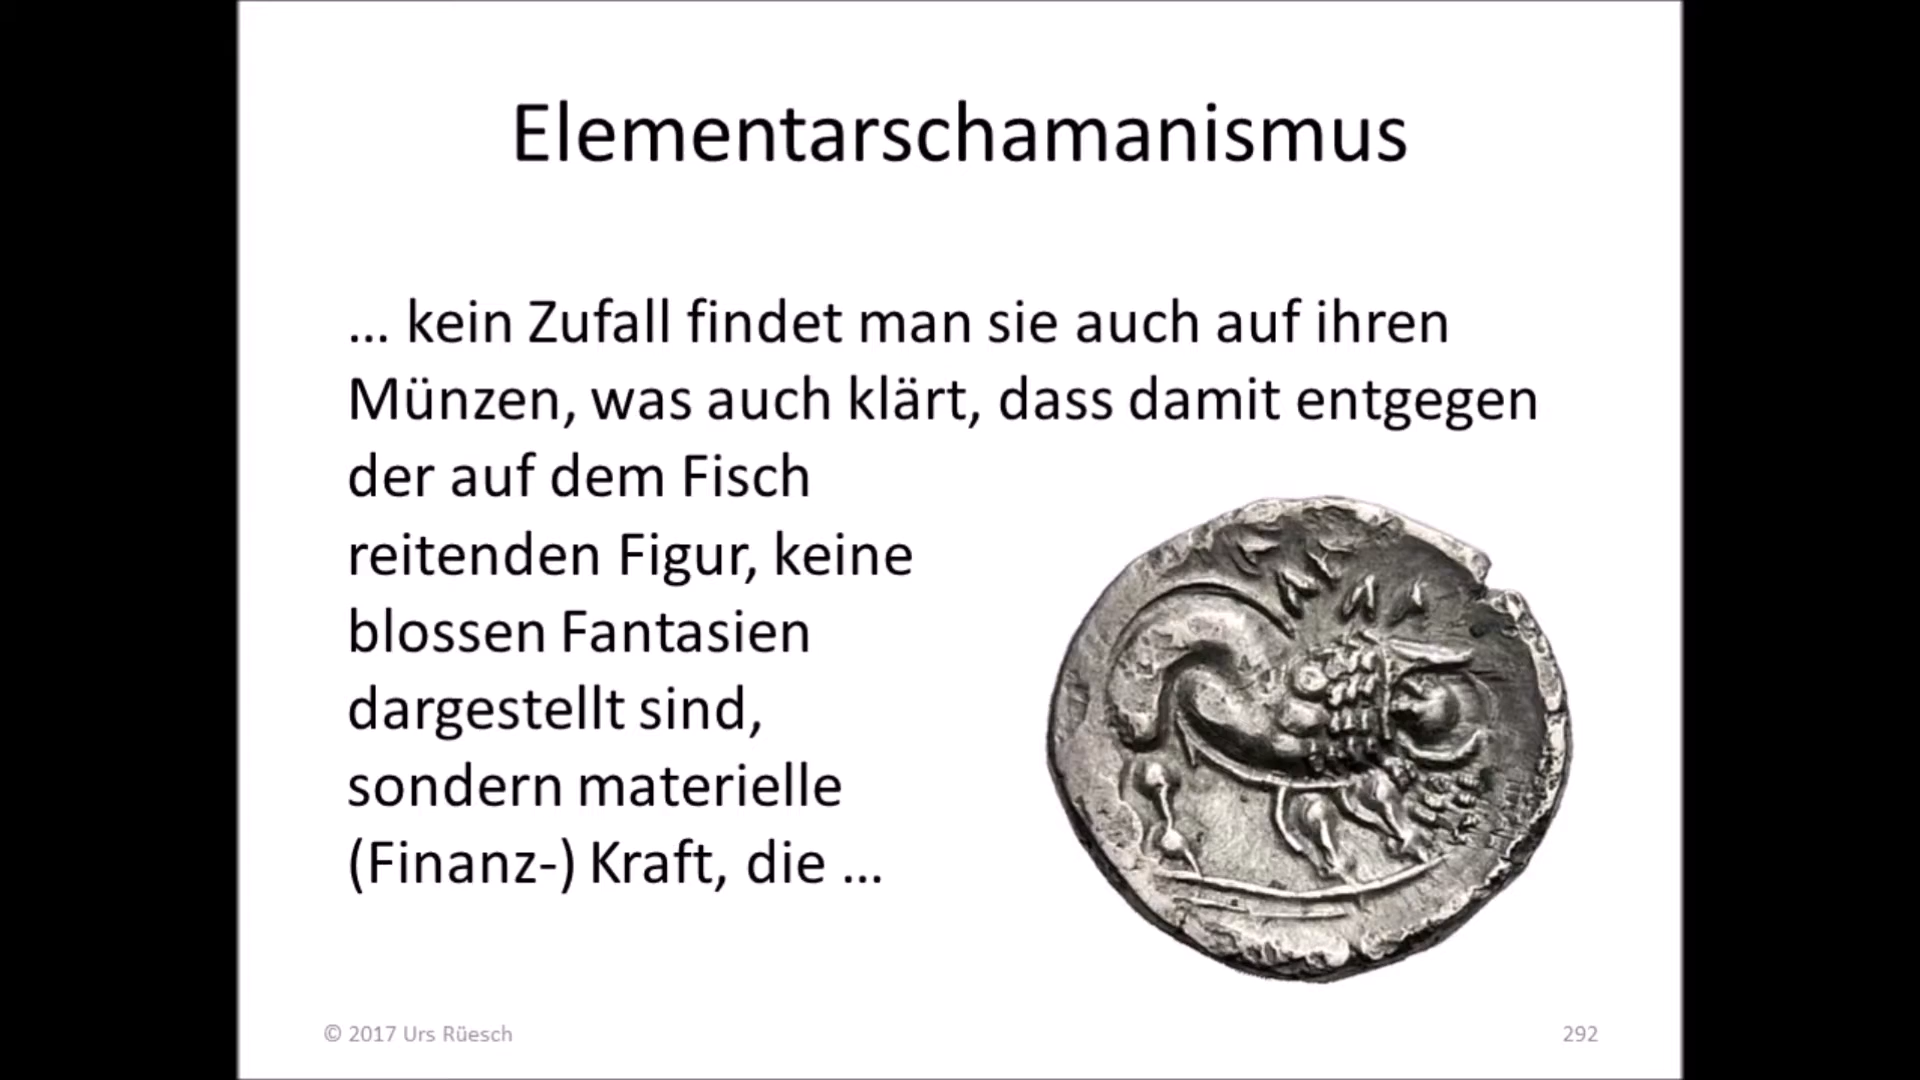 Elementarschamanismus
... kein Zufall findet man sie auch auf ihren
Münzen, was auch klärt, dass damit entgegen
der auf dem Fisch
reitenden Figur, keine
blossen Fantasien
dargestellt sind,
sondern materielle
(Finanz-) Kraft, die ...
© 2017 Urs Rüesch
292